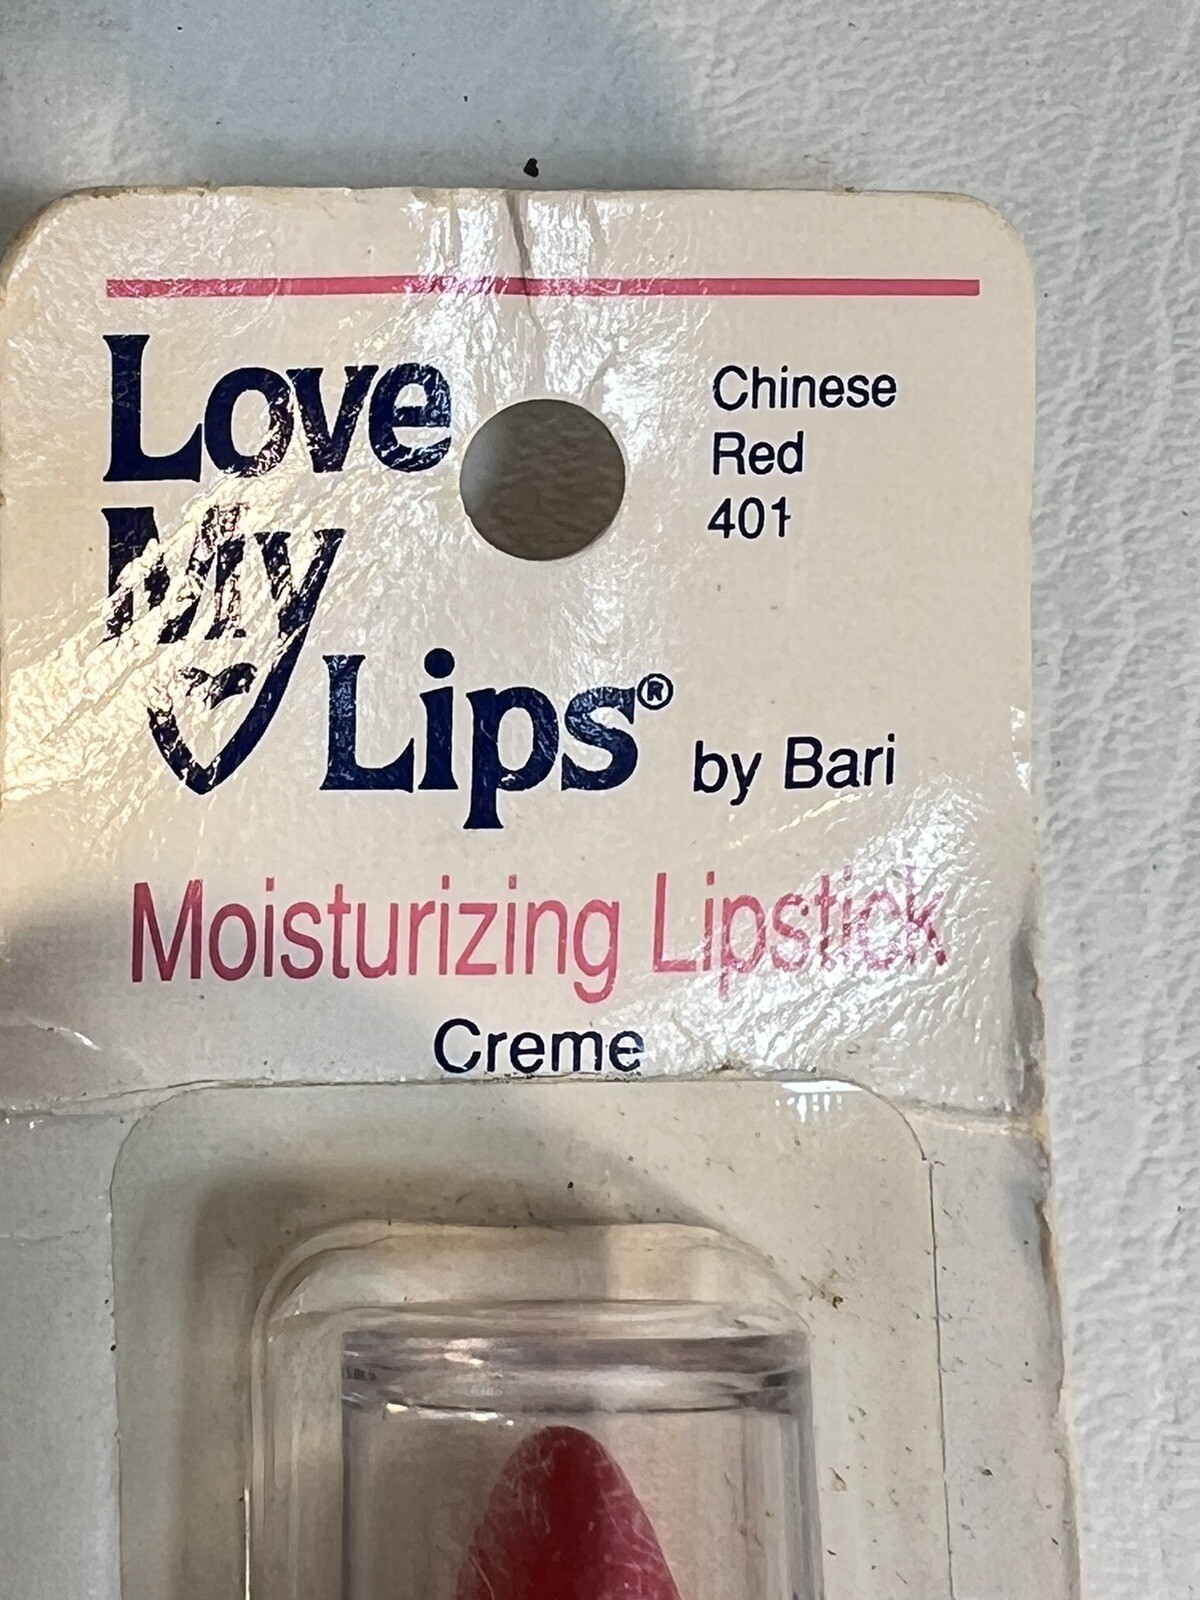 Love
My
Lips®
by Bari
Chinese
Red
401
Moisturizing Lipstick
Creme